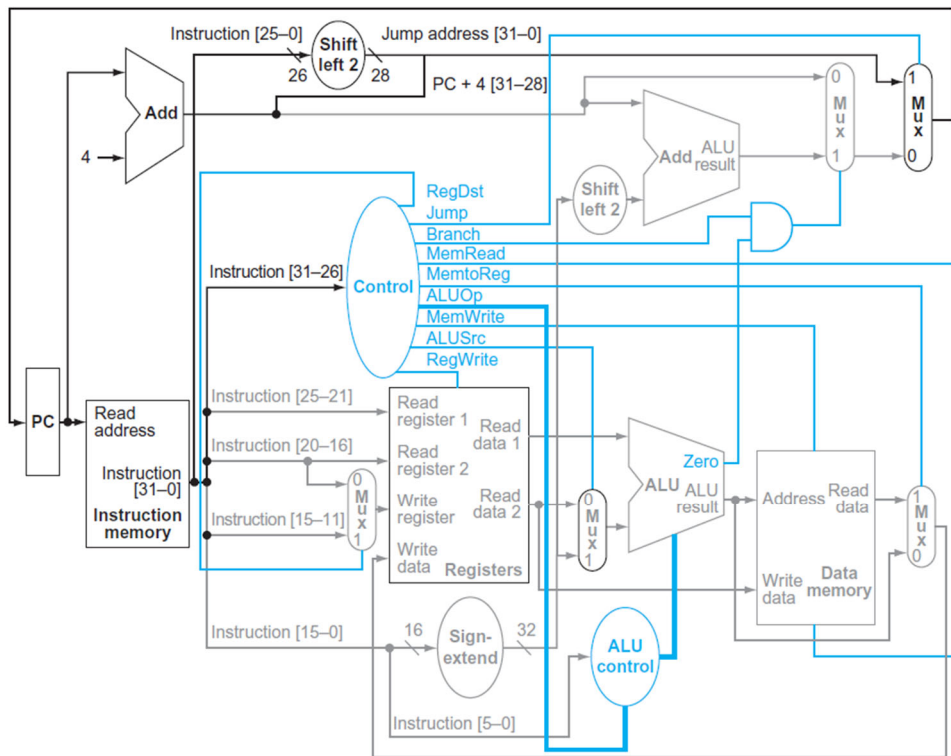 Instruction [25–0]
Shift
left 2
Jump address [31–0]
26
28
PC + 4 [31–28]
Add
4
0
M
u
x
1
1
M
u
x
0
Add
ALU
result
Shift
left 2
RegDst
Jump
Branch
MemRead
MemtoReg
ALUOp
MemWrite
ALUSrc
RegWrite
Instruction [31–26]
Control
PC
Read
address
Instruction
[31–0]
Instruction
memory
Instruction [25–21]
Instruction [20–16]
Instruction [15–11]
0
M
u
x
1
Read
register 1
Read
register 2
Write
register
Write
data
Read
data 1
Read
data 2
Registers
0
M
u
x
1
Zero
ALU
ALU
result
Address
Read
data
Write
data
Data
memory
1
M
u
x
0
Instruction [15–0]
16
Sign-
extend
32
ALU
control
Instruction [5–0]